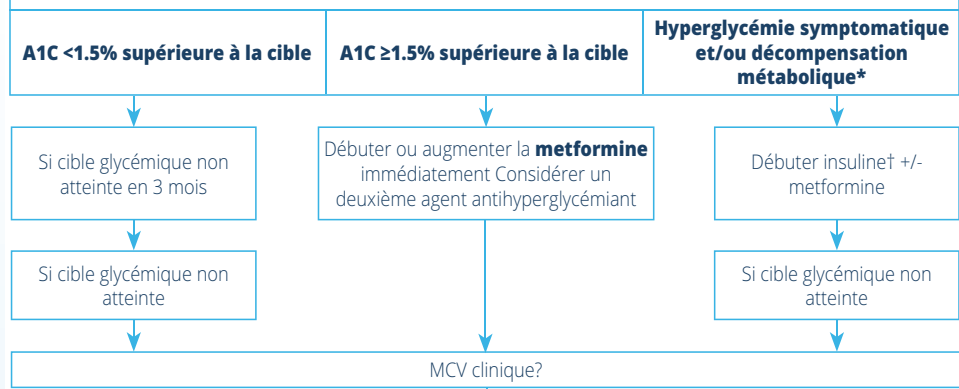 A1C <1.5% supérieure à la cible
A1C ≥1.5% supérieure à la cible
Hyperglycémie symptomatique
et/ou décompensation
métabolique*
Si cible glycémique non
atteinte en 3 mois
Débuter ou augmenter la metformine
immédiatement Considérer un
deuxième agent antihyperglycémiant
Débuter insuline† +/-
metformine
Si cible glycémique non
atteinte
Si cible glycémique non
atteinte
MCV clinique?